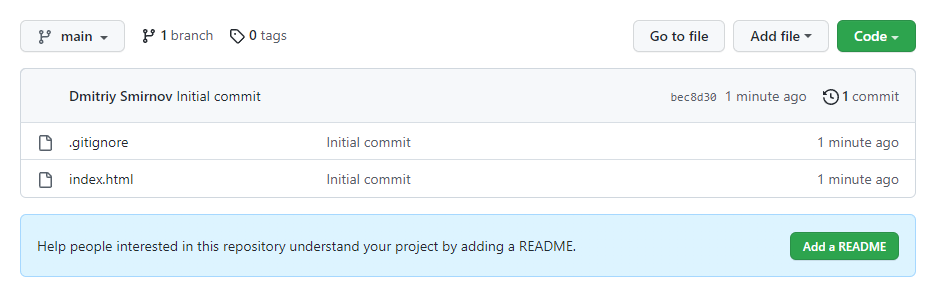 main 1 branch 0 tags Go to file Add file Code
Dmitriy Smirnov Initial commit bec8d30 1 minute ago 1 commit
.gitignore Initial commit 1 minute ago
index.html Initial commit 1 minute ago
Help people interested in this repository understand your project by adding a README. Add a README